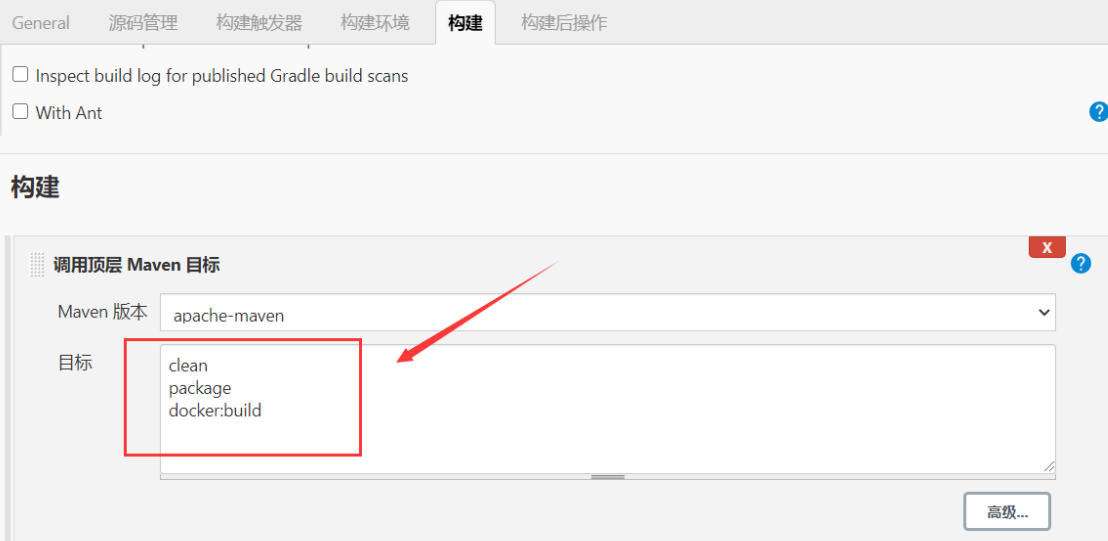 General 源码管理 构建触发器 构建环境 构建 构建后操作
Inspect build log for published Gradle build scans
With Ant
?
构建
X
调用顶层 Maven 目标
?
Maven 版本 apache-maven
目标
clean
package
docker:build
高级...